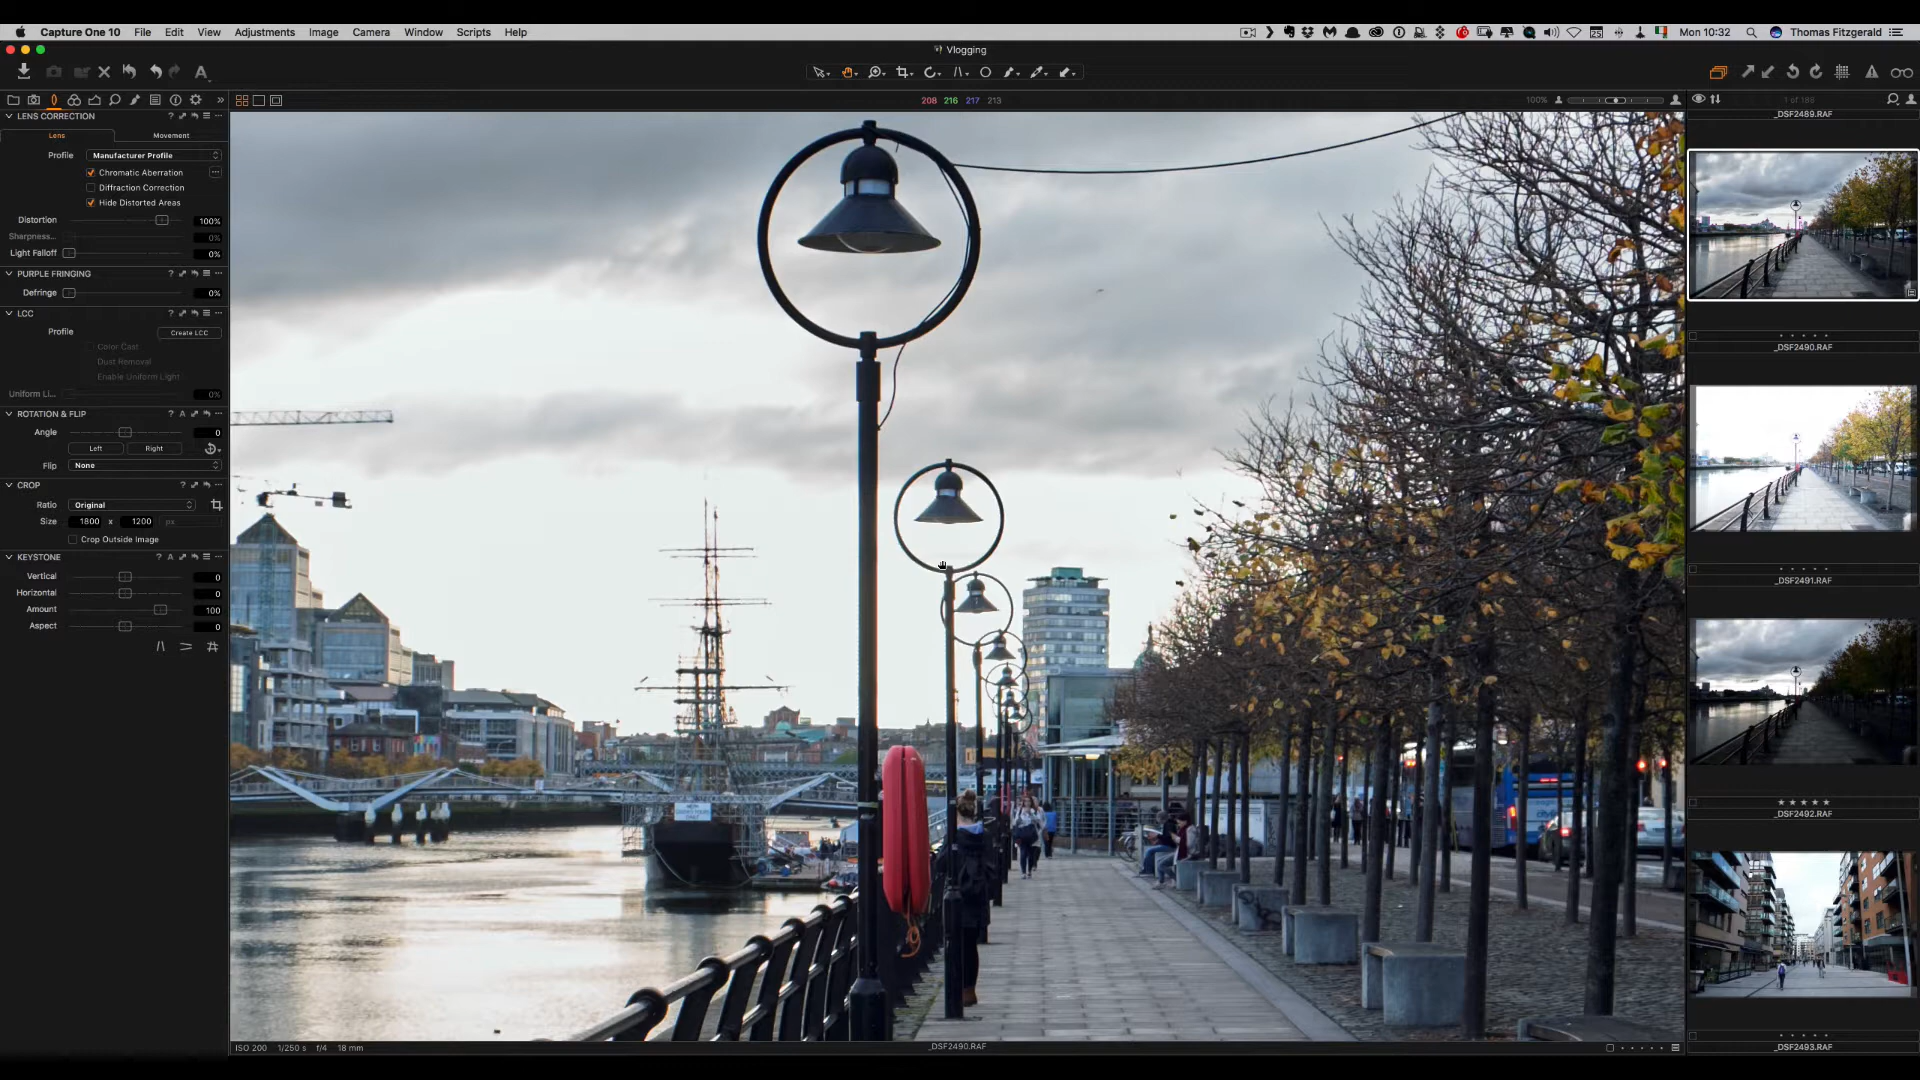 Capture One 10 File Edit View Adjustments Image Camera Window Scripts Help
25 Mon 10:32 Thomas Fitzgerald
Vlogging
208 216 217 213
100%
1 of 189
LENS CORRECTION
Lens Movement
Profile Manufacturer Profile
Chromatic Aberration
Diffraction Correction
Hide Distorted Areas
Distortion 100%
Sharpness... 0%
Light Falloff 0%
PURPLE FRINGING
Defringe 0%
LCC
Profile Create LCC
Color Cast
Dust Removal
Enable Uniform Light
Uniform Li... 0%
ROTATION & FLIP
Angle 0
Left Right
Flip None
CROP
Ratio Original
Size 1800 x 1200 px
Crop Outside Image
KEYSTONE
Vertical 0
Horizontal 0
Amount 100
Aspect 0
ISO 200 1/250 s f/4 18 mm
_DSF2490.RAF
_DSF2489.RAF
_DSF2490.RAF
_DSF2491.RAF
_DSF2492.RAF
_DSF2493.RAF